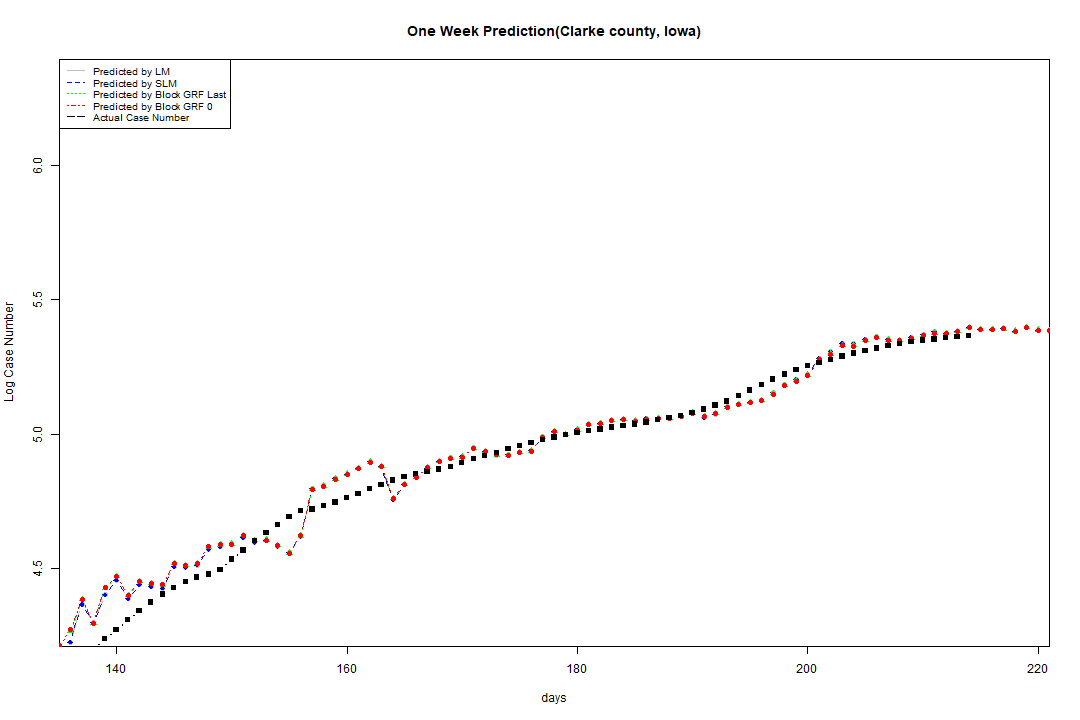 One Week Prediction(Clarke county, Iowa)
Predicted by LM
Predicted by SLM
Predicted by Block GRF Last
Predicted by Block GRF 0
Actual Case Number
6.0
5.5
5.0
4.5
Log Case Number
140 160 180 200 220
days